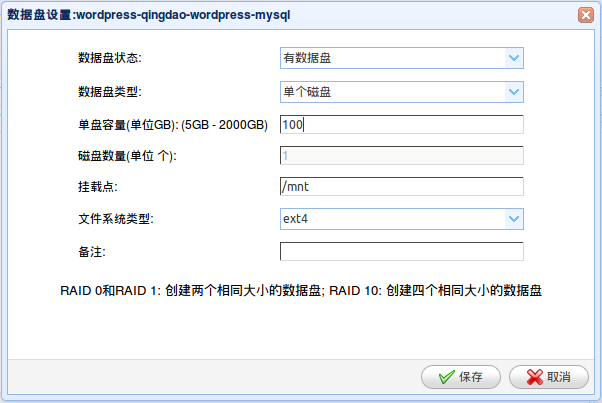 数据盘设置:wordpress-qingdao-wordpress-mysql
数据盘状态: 有数据盘
数据盘类型: 单个磁盘
单盘容量(单位GB): (5GB - 2000GB) 100
磁盘数量(单位 个): 1
挂载点: /mnt
文件系统类型: ext4
备注:
RAID 0和RAID 1: 创建两个相同大小的数据盘; RAID 10: 创建四个相同大小的数据盘
保存 取消